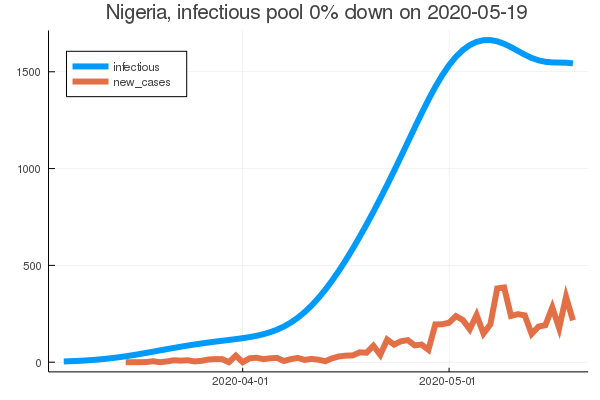 Nigeria, infectious pool 0% down on 2020-05-19
infectious
new_cases
1500
1000
500
0
2020-04-01
2020-05-01